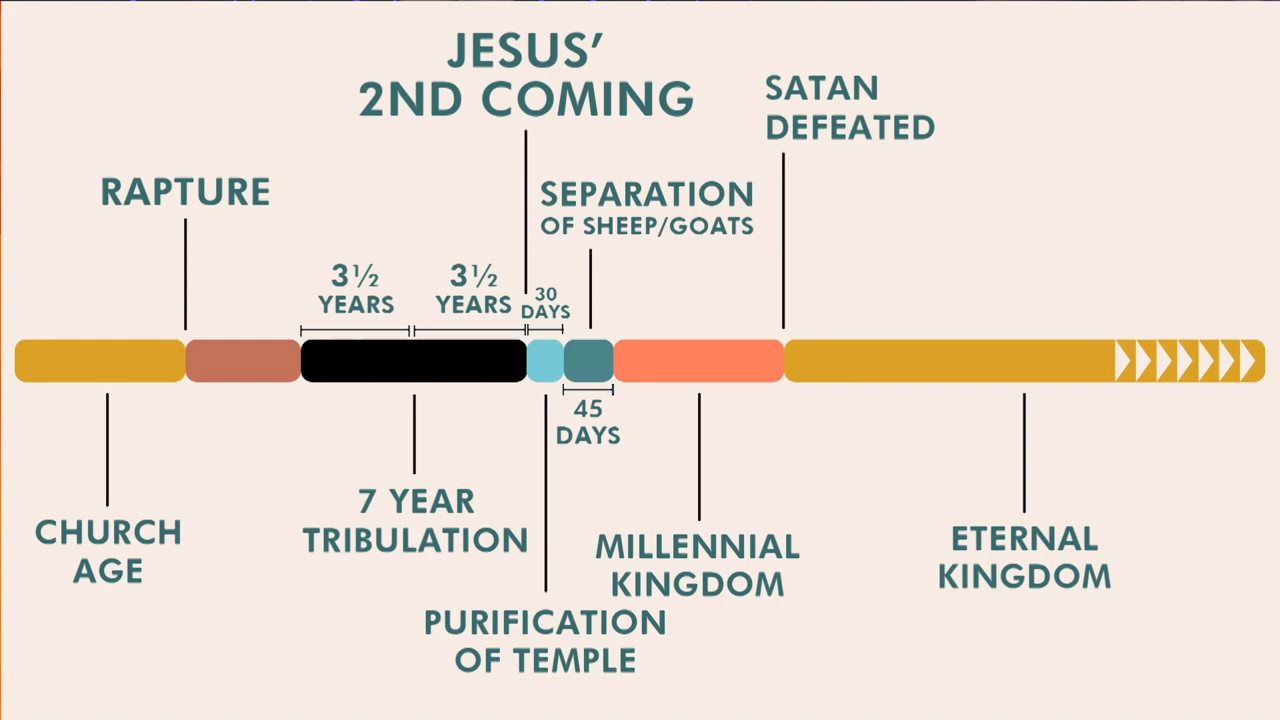 JESUS’
2ND COMING
SATAN
DEFEATED
RAPTURE
SEPARATION
OF SHEEP/GOATS
3½
YEARS
3½
YEARS
30
DAYS
45
DAYS
CHURCH
AGE
7 YEAR
TRIBULATION
PURIFICATION
OF TEMPLE
MILLENNIAL
KINGDOM
ETERNAL
KINGDOM